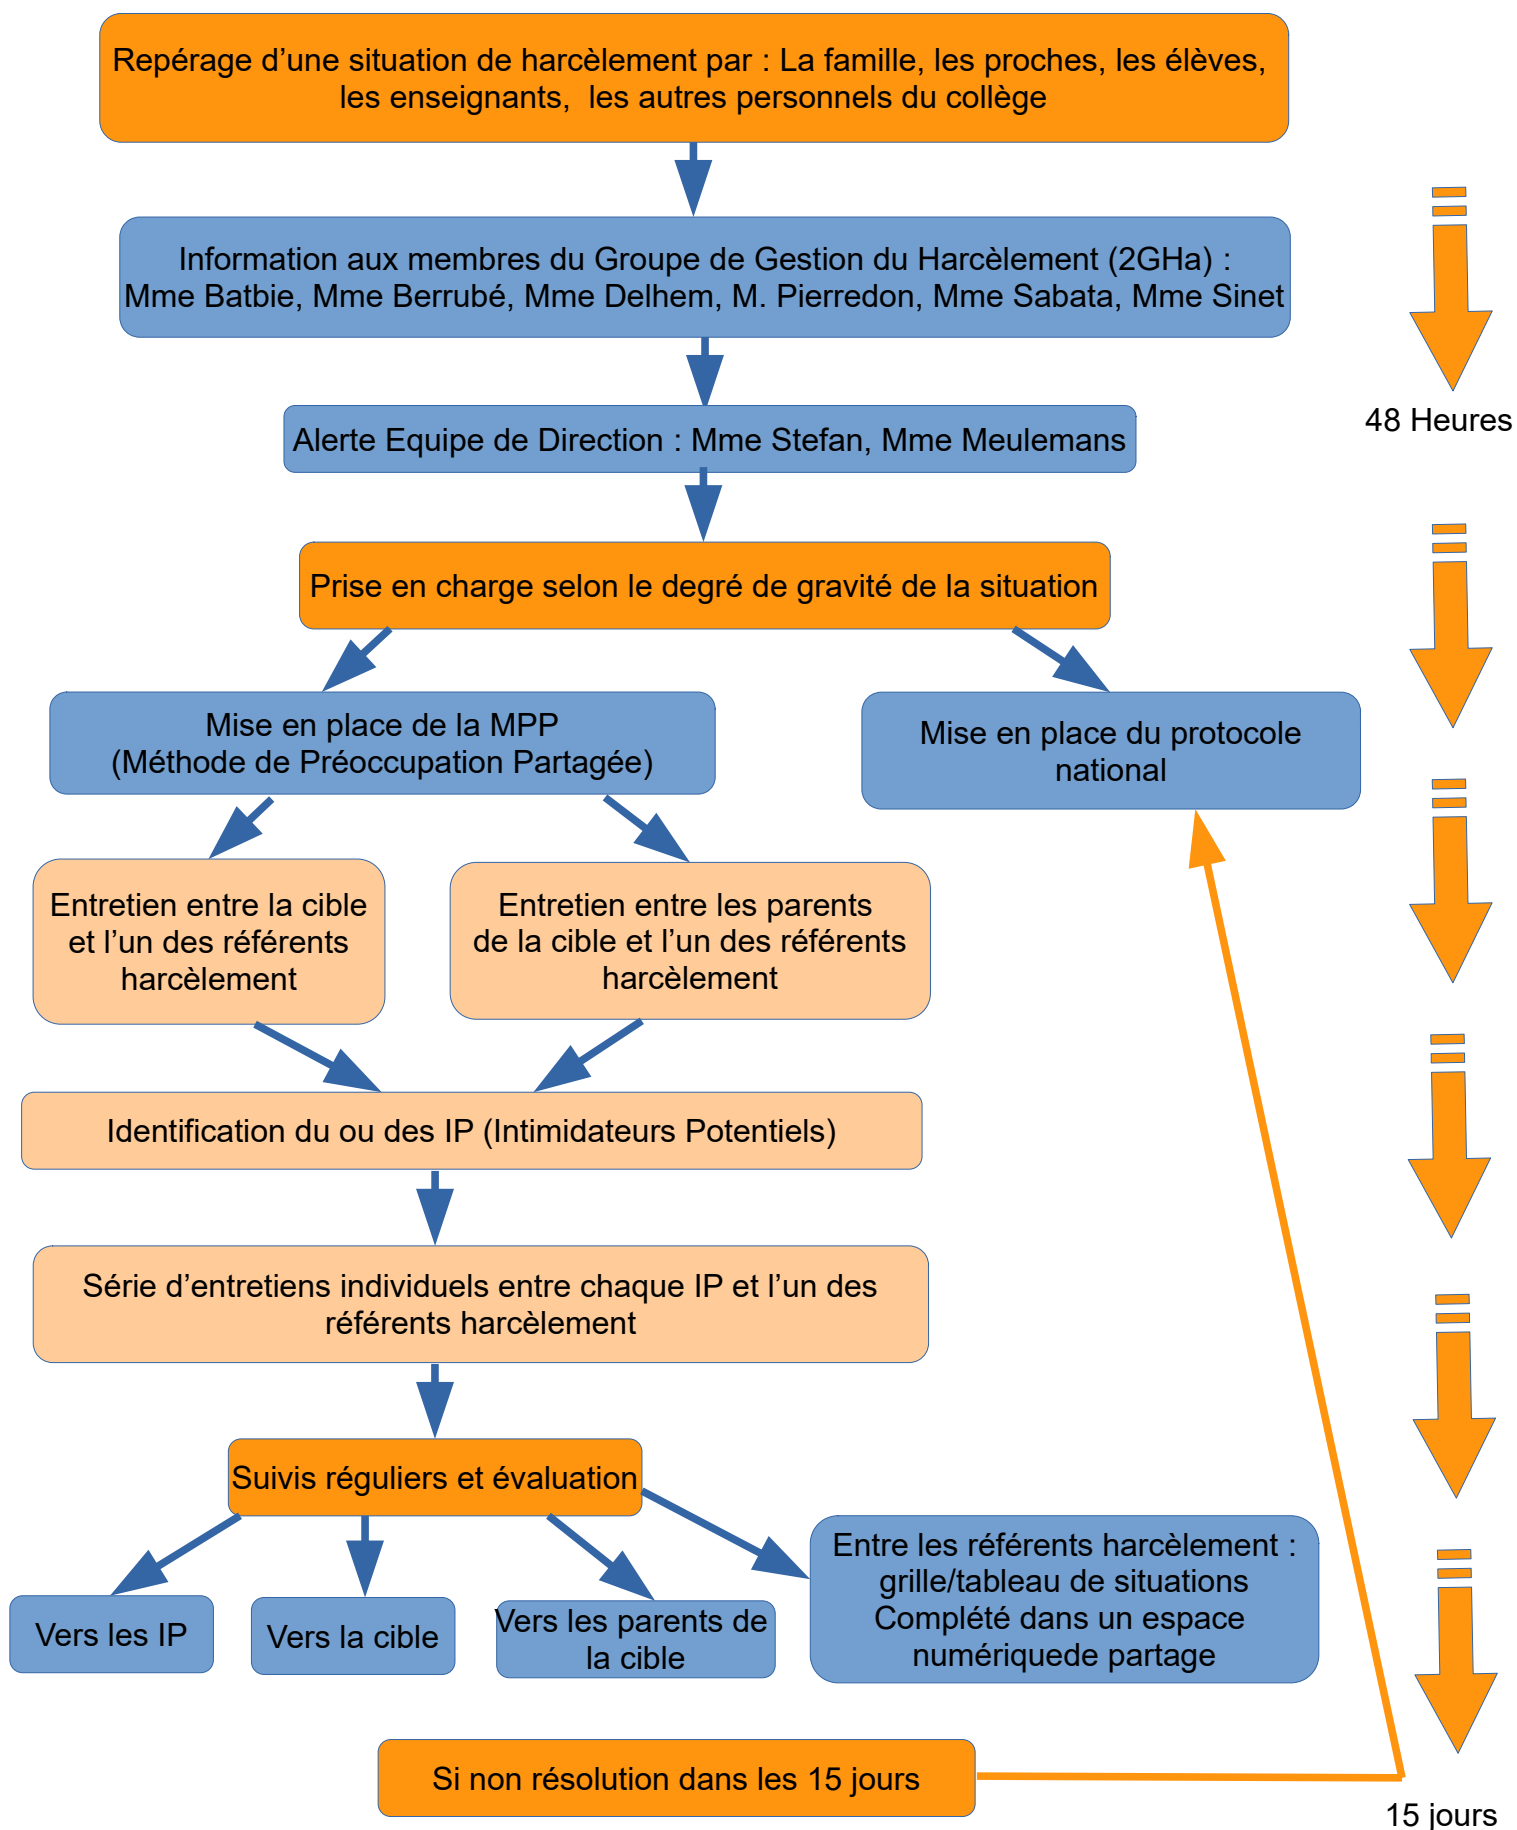 Repérage d’une situation de harcèlement par : La famille, les proches, les élèves,
les enseignants,  les autres personnels du collège
Information aux membres du Groupe de Gestion du Harcèlement (2GHa) :
Mme Batbie, Mme Berrubé, Mme Delhem, M. Pierredon, Mme Sabata, Mme Sinet
48 Heures
Alerte Equipe de Direction : Mme Stefan, Mme Meulemans
Prise en charge selon le degré de gravité de la situation
Mise en place de la MPP
(Méthode de Préoccupation Partagée)
Mise en place du protocole
national
Entretien entre la cible
et l’un des référents
harcèlement
Entretien entre les parents
de la cible et l’un des référents
harcèlement
Identification du ou des IP (Intimidateurs Potentiels)
Série d’entretiens individuels entre chaque IP et l’un des
référents harcèlement
Suivis réguliers et évaluation
Vers les IP
Vers la cible
Vers les parents de
la cible
Entre les référents harcèlement :
grille/tableau de situations
Complété dans un espace
numériquede partage
Si non résolution dans les 15 jours
15 jours